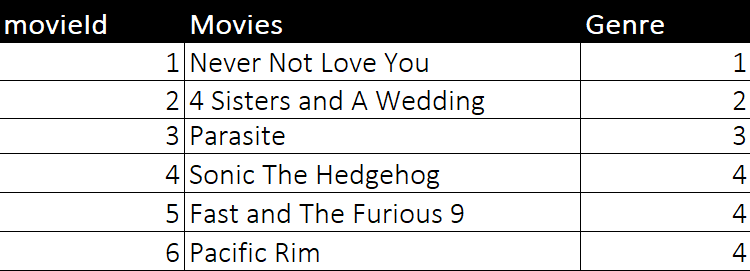 movieId Movies Genre
1 Never Not Love You 1
2 4 Sisters and A Wedding 2
3 Parasite 3
4 Sonic The Hedgehog 4
5 Fast and The Furious 9 4
6 Pacific Rim 4